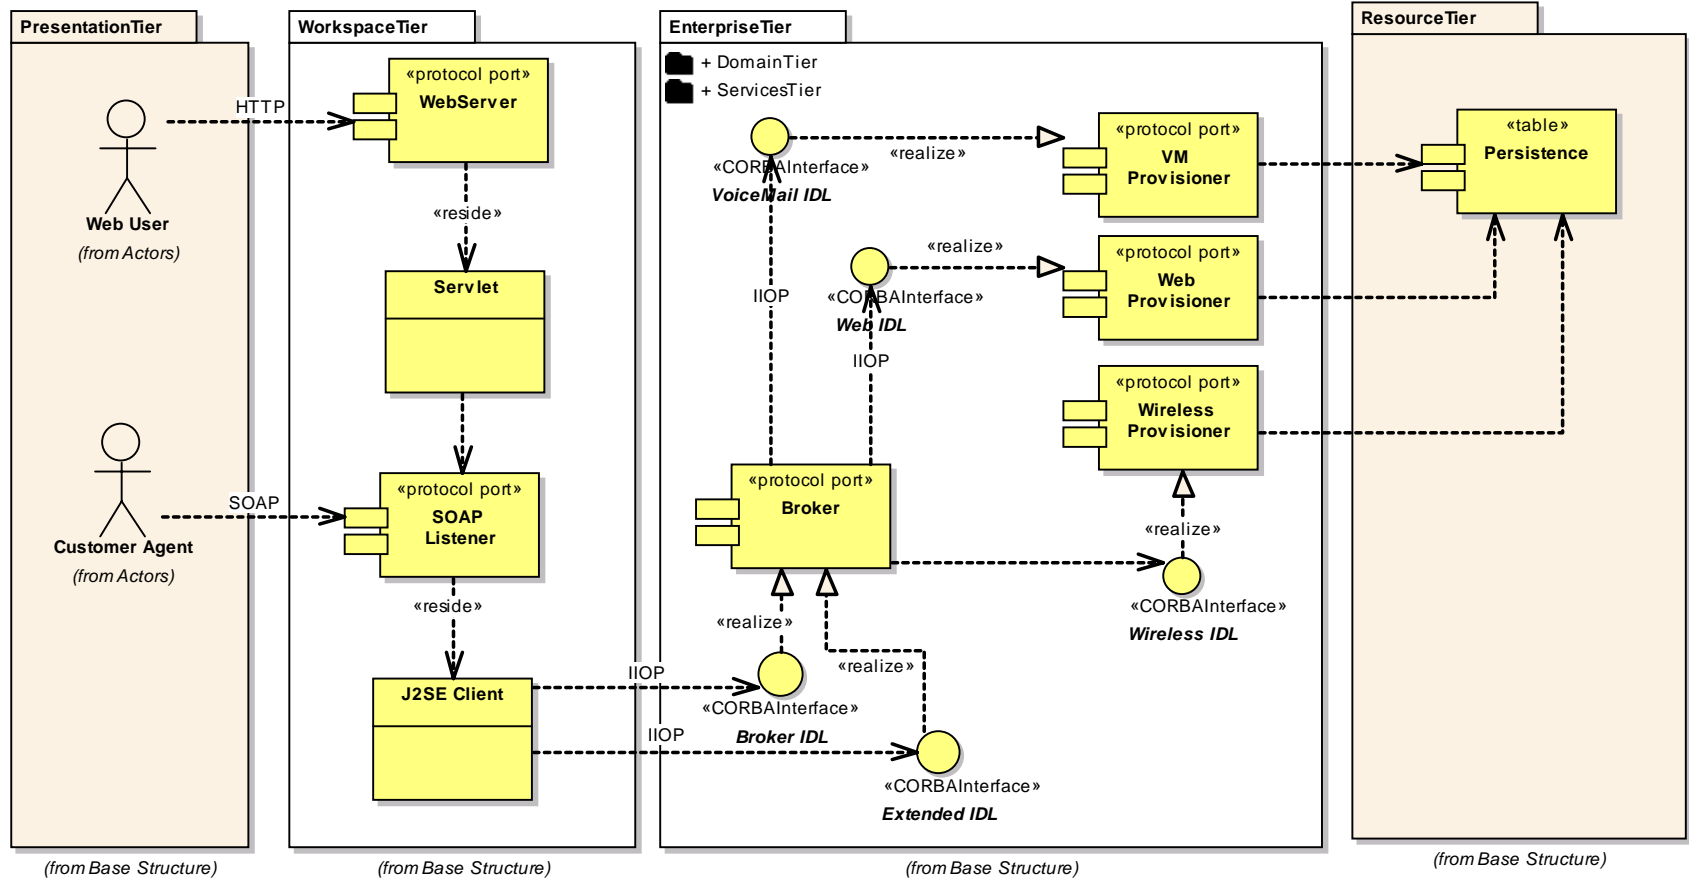 PresentationTier
Web User
(from Actors)
Customer Agent
(from Actors)
(from Base Structure)
HTTP
SOAP
WorkspaceTier
«protocol port»
WebServer
«reside»
Servlet
«protocol port»
SOAP
Listener
«reside»
J2SE Client
(from Base Structure)
IIOP
IIOP
EnterpriseTier
+ DomainTier
+ ServicesTier
«CORBAInterface»
VoiceMail IDL
«realize»
«protocol port»
VM
Provisioner
IIOP
«CORBAInterface»
Web IDL
«realize»
«protocol port»
Web
Provisioner
IIOP
«protocol port»
Wireless
Provisioner
«protocol port»
Broker
«realize»
«CORBAInterface»
Wireless IDL
«realize»
«CORBAInterface»
Broker IDL
«realize»
«CORBAInterface»
Extended IDL
(from Base Structure)
ResourceTier
«table»
Persistence
(from Base Structure)